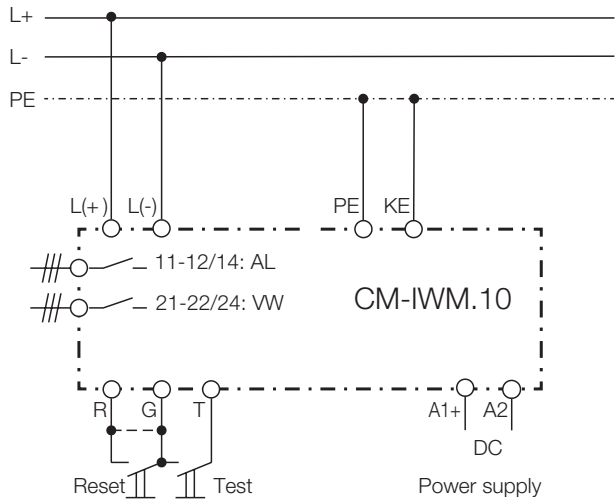 L+
L-
PE
L(+) L(-) PE KE
11-12/14: AL
21-22/24: VW
CM-IWM.10
R G T A1+ A2
DC
Reset Test Power supply